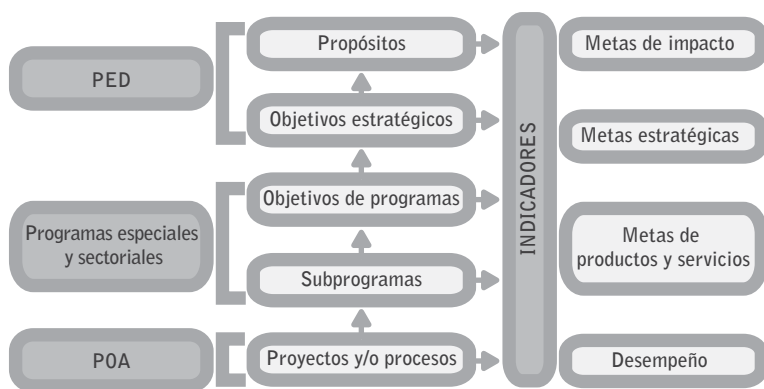 PED
Programas especiales
y sectoriales
POA
Propósitos
Objetivos estratégicos
Objetivos de programas
Subprogramas
Proyectos y/o procesos
INDICADORES
Metas de impacto
Metas estratégicas
Metas de
productos y servicios
Desempeño